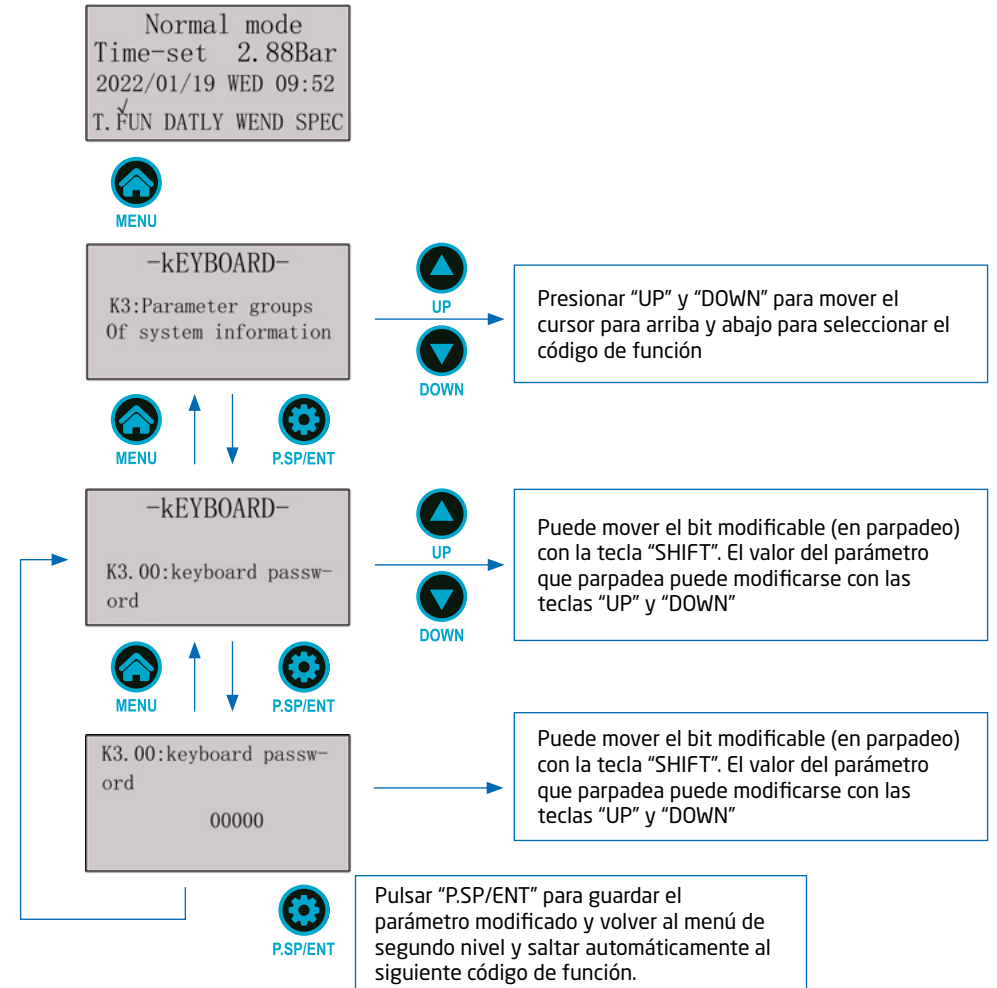 Normal mode
Time-set 2.88Bar
2022/01/19 WED 09:52
√
T.FUN DATLY WEND SPEC
MENU
-kEYBOARD-
K3:Parameter groups
Of system information
UP
DOWN
Presionar “UP” y “DOWN” para mover el
cursor para arriba y abajo para seleccionar el
código de función
MENU
P.SP/ENT
-kEYBOARD-
K3.00:keyboard passw-
ord
UP
DOWN
Puede mover el bit modificable (en parpadeo)
con la tecla “SHIFT”. El valor del parámetro
que parpadea puede modificarse con las
teclas “UP” y “DOWN”
MENU
P.SP/ENT
K3.00:keyboard passw-
ord
00000
Puede mover el bit modificable (en parpadeo)
con la tecla “SHIFT”. El valor del parámetro
que parpadea puede modificarse con las
teclas “UP” y “DOWN”
P.SP/ENT
Pulsar “P.SP/ENT” para guardar el
parámetro modificado y volver al menú de
segundo nivel y saltar automáticamente al
siguiente código de función.